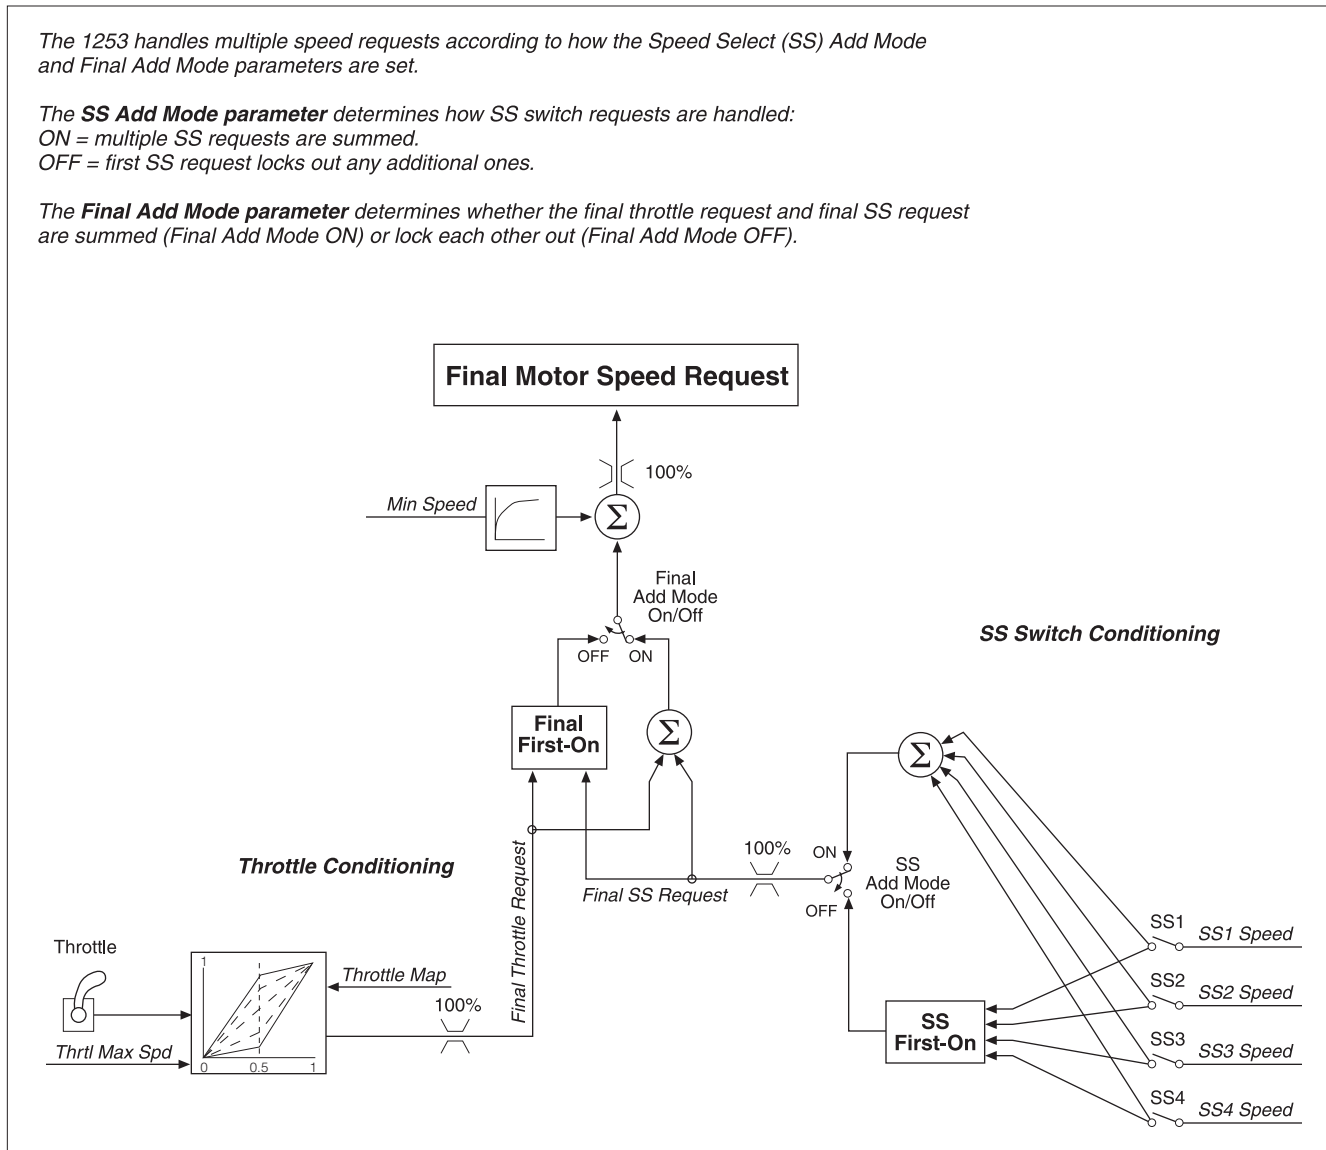 The 1253 handles multiple speed requests according to how the Speed Select (SS) Add Mode
and Final Add Mode parameters are set.
The SS Add Mode parameter determines how SS switch requests are handled:
ON = multiple SS requests are summed.
OFF = first SS request locks out any additional ones.
The Final Add Mode parameter determines whether the final throttle request and final SS request
are summed (Final Add Mode ON) or lock each other out (Final Add Mode OFF).
Final Motor Speed Request
100%
Min Speed
Σ
Final
Add Mode
On/Off
OFF
ON
SS Switch Conditioning
Final
First-On
Σ
Σ
Throttle Conditioning
Final Throttle Request
Final SS Request
100%
ON
SS
Add Mode
On/Off
OFF
Throttle
1
Throttle Map
100%
Thrtl Max Spd
0
0.5
1
SS
First-On
SS1
SS1 Speed
SS2
SS2 Speed
SS3
SS3 Speed
SS4
SS4 Speed